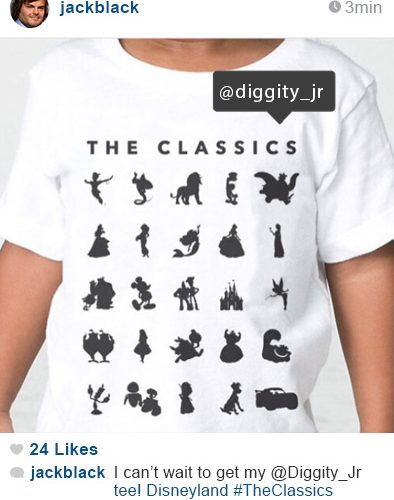 jackblack
3min
@diggity_jr
THE CLASSICS
24 Likes
jackblack I can't wait to get my @Diggity_Jr
tee! Disneyland #TheClassics